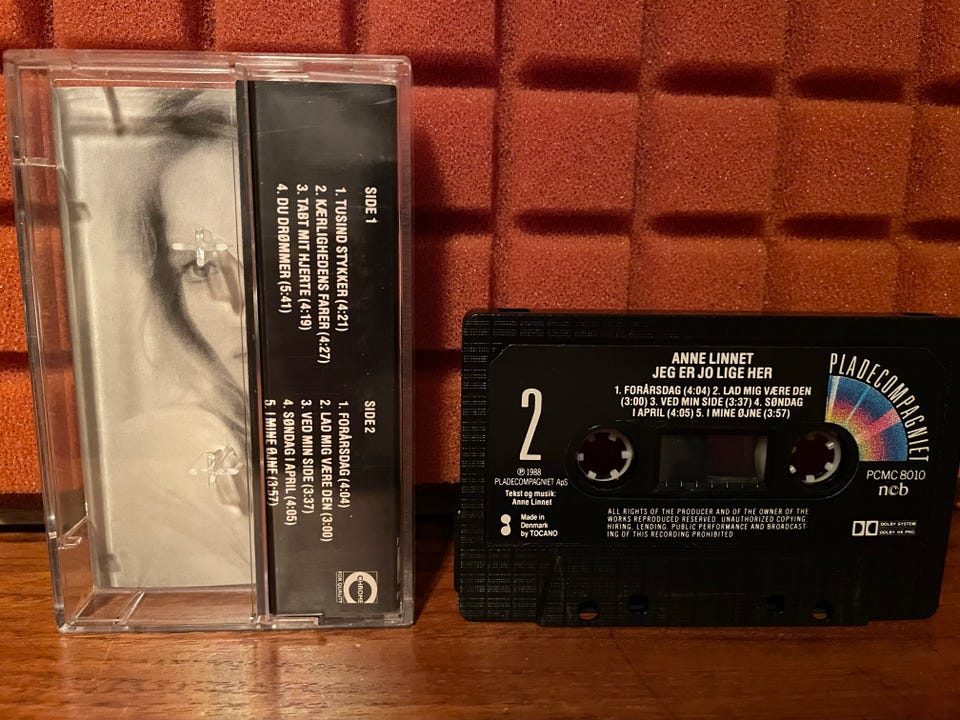 SIDE 1
1. TUSIND STYKKER (4:21)
2. KÆRLIGHEDENS FARER (4:27)
3. TABT MIT HJERTE (4:19)
4. DU DRØMMER (5:41)
SIDE 2
1. FORÅRSDAG (4:04)
2. LAD MIG VÆRE DEN (3:00)
3. VED MIN SIDE (3:37)
4. SØNDAG I APRIL (4:05)
5. I MINE ØJNE (3:57)
CHROME
FOR QUALITY
ANNE LINNET
JEG ER JO LIGE HER
1. FORÅRSDAG (4:04) 2. LAD MIG VÆRE DEN
(3:00) 3. VED MIN SIDE (3:37) 4. SØNDAG
I APRIL (4:05) 5. I MINE ØJNE (3:57)
PLADECOMPAGNIET
2
℗ 1988
PLADECOMPAGNIET ApS
Tekst og musik:
Anne Linnet
Made in
Denmark
by TOCANO
PCMC 8010
ncb
ALL RIGHTS OF THE PRODUCER AND OF THE OWNER OF THE
WORKS REPRODUCED RESERVED. UNAUTHORIZED COPYING,
HIRING, LENDING, PUBLIC PERFORMANCE AND BROADCAST-
ING OF THIS RECORDING PROHIBITED.
DOLBY SYSTEM
DOLBY HX PRO